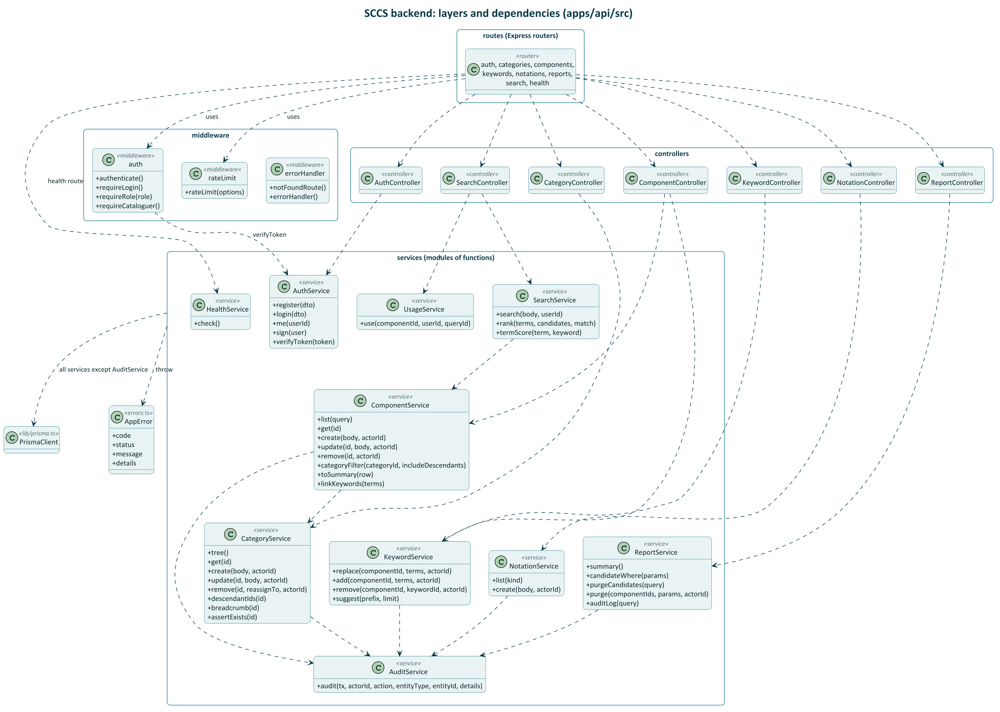 SCCS backend: layers and dependencies (apps/api/src)
routes (Express routers)
«router»
C
auth, categories, components,
keywords, notations, reports,
search, health
uses
uses
health route
middleware
C
«middleware»
auth
+authenticate()
+requireLogin()
+requireRole(role)
+requireCataloguer()
C
«middleware»
rateLimit
+rateLimit(options)
C
«middleware»
errorHandler
+notFoundRoute()
+errorHandler()
controllers
C
«controller»
AuthController
C
«controller»
SearchController
C
«controller»
CategoryController
C
«controller»
ComponentController
C
«controller»
KeywordController
C
«controller»
NotationController
C
«controller»
ReportController
verifyToken
services (modules of functions)
C
«service»
HealthService
+check()
C
«service»
AuthService
+register(dto)
+login(dto)
+me(userId)
+sign(user)
+verifyToken(token)
C
«service»
UsageService
+use(componentId, userId, queryId)
C
«service»
SearchService
+search(body, userId)
+rank(terms, candidates, match)
+termScore(term, keyword)
all services except AuditService
throw
C
«lib/prisma.ts»
PrismaClient
C
«errors.ts»
AppError
+code
+status
+message
+details
C
«service»
ComponentService
+list(query)
+get(id)
+create(body, actorId)
+update(id, body, actorId)
+remove(id, actorId)
+categoryFilter(categoryId, includeDescendants)
+toSummary(row)
+linkKeywords(terms)
C
«service»
CategoryService
+tree()
+get(id)
+create(body, actorId)
+update(id, body, actorId)
+remove(id, reassignTo, actorId)
+descendantIds(id)
+breadcrumb(id)
+assertExists(id)
C
«service»
KeywordService
+replace(componentId, terms, actorId)
+add(componentId, terms, actorId)
+remove(componentId, keywordId, actorId)
+suggest(prefix, limit)
C
«service»
NotationService
+list(kind)
+create(body, actorId)
C
«service»
ReportService
+summary()
+candidateWhere(params)
+purgeCandidates(query)
+purge(componentIds, params, actorId)
+auditLog(query)
C
«service»
AuditService
+audit(tx, actorId, action, entityType, entityId, details)